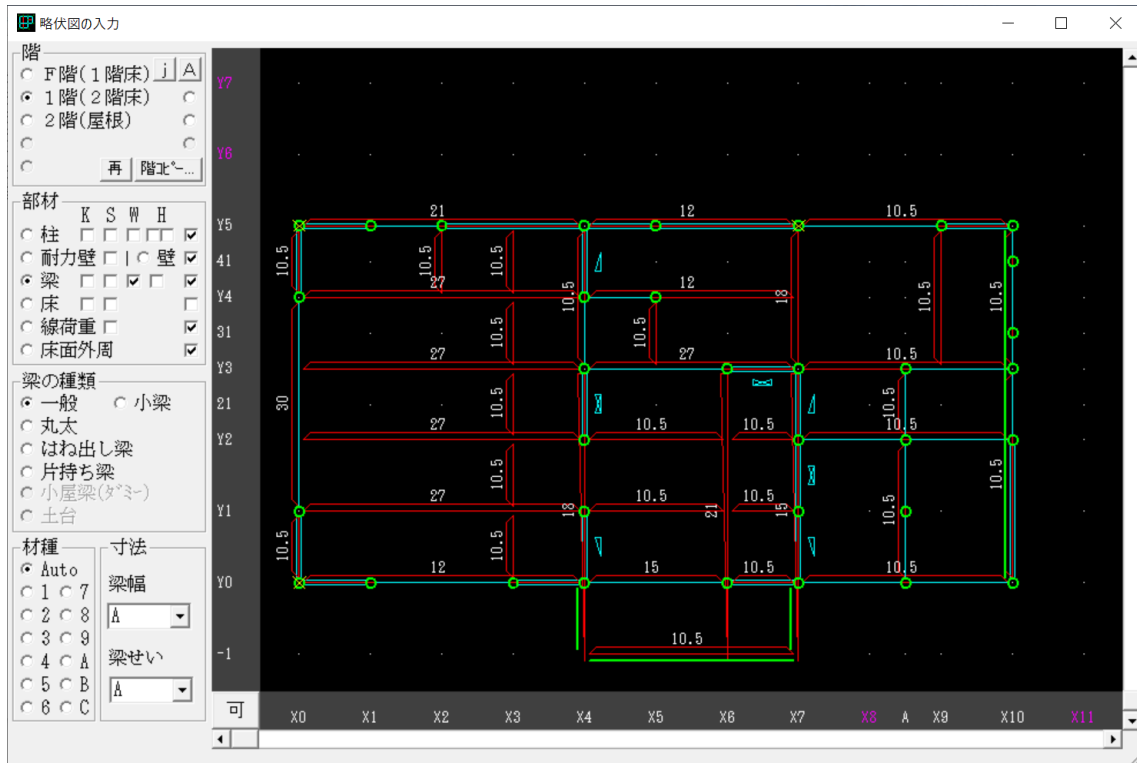 略伏図の入力
階
F階(1階床) j A
1階(2階床)
2階(屋根)
再 階ｺﾋﾟｰ...
部材
K S W H
柱
耐力壁 | 壁
梁
床
線荷重
床面外周
梁の種類
一般 小梁
丸太
はね出し梁
片持ち梁
小屋梁(ﾀﾞﾐｰ)
土台
材種
Auto
1 7
2 8
3 9
4 A
5 B
6 C
寸法
梁幅
A
梁せい
A
可
Y7
Y6
Y5
41
Y4
31
Y3
21
Y2
Y1
Y0
-1
21 12 10.5
10.5 10.5 10.5
27 12
10.5 18 10.5 10.5
10.5 10.5
27 27 10.5
30 10.5 10.5
27 10.5 10.5 10.5
10.5 10.5
27 10.5 10.5
18 21 15 10.5
10.5 10.5
12 15 10.5 10.5
10.5
X0 X1 X2 X3 X4 X5 X6 X7 X8 A X9 X10 X11